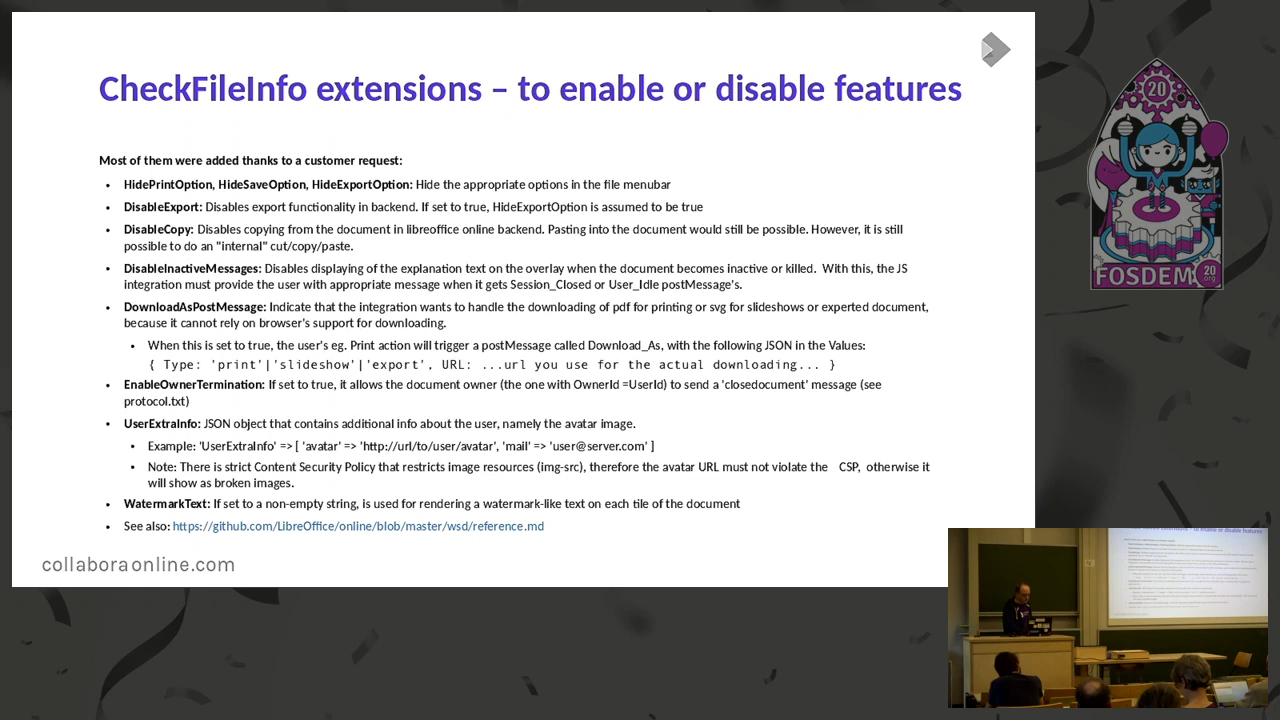 CheckFileInfo extensions – to enable or disable features
Most of them were added thanks to a customer request:
• HidePrintOption, HideSaveOption, HideExportOption: Hide the appropriate options in the file menubar
• DisableExport: Disables export functionality in backend. If set to true, HideExportOption is assumed to be true
• DisableCopy: Disables copying from the document in libreoffice online backend. Pasting into the document would still be possible. However, it is still
possible to do an "internal" cut/copy/paste.
• DisableInactiveMessages: Disables displaying of the explanation text on the overlay when the document becomes inactive or killed. With this, the JS
integration must provide the user with appropriate message when it gets Session_Closed or User_Idle postMessage's.
• DownloadAsPostMessage: Indicate that the integration wants to handle the downloading of pdf for printing or svg for slideshows or experted document,
because it cannot rely on browser's support for downloading.
• When this is set to true, the user's eg. Print action will trigger a postMessage called Download_As, with the following JSON in the Values:
{ Type: 'print'|'slideshow'|'export', URL: ...url you use for the actual downloading... }
• EnableOwnerTermination: If set to true, it allows the document owner (the one with OwnerId =UserId) to send a 'closedocument' message (see
protocol.txt)
• UserExtraInfo: JSON object that contains additional info about the user, namely the avatar image.
• Example: 'UserExtraInfo' => [ 'avatar' => 'http://url/to/user/avatar', 'mail' => 'user@server.com' ]
• Note: There is strict Content Security Policy that restricts image resources (img-src), therefore the avatar URL must not violate the CSP, otherwise it
will show as broken images.
• WatermarkText: If set to a non-empty string, is used for rendering a watermark-like text on each tile of the document
• See also: https://github.com/LibreOffice/online/blob/master/wsd/reference.md
collaboraonline.com
20
FOSDEM 20
.org